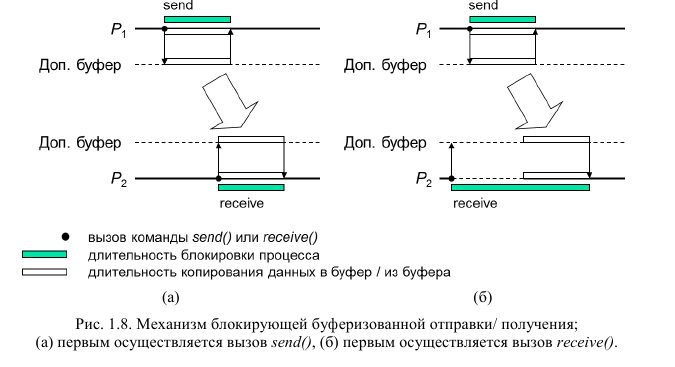 send
send
P1
P1
Доп. буфер
Доп. буфер
Доп. буфер
Доп. буфер
P2
P2
receive
receive
вызов команды send() или receive()
длительность блокировки процесса
длительность копирования данных в буфер / из буфера
(а)
(б)
Рис. 1.8. Механизм блокирующей буферизованной отправки/ получения;
(а) первым осуществляется вызов send(), (б) первым осуществляется вызов receive().